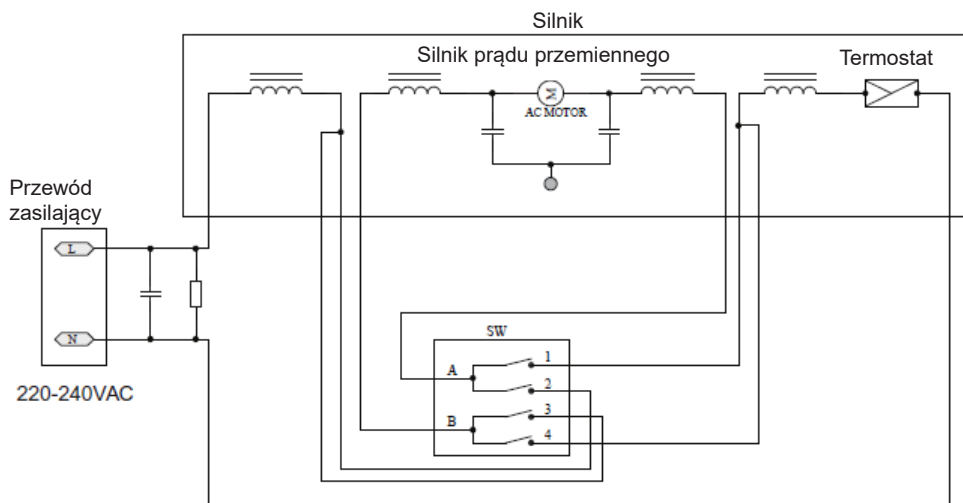 Silnik
Silnik prądu przemiennego
Termostat
M
AC MOTOR
Przewód
zasilający
L
N
220-240VAC
SW
A
1
2
B
3
4